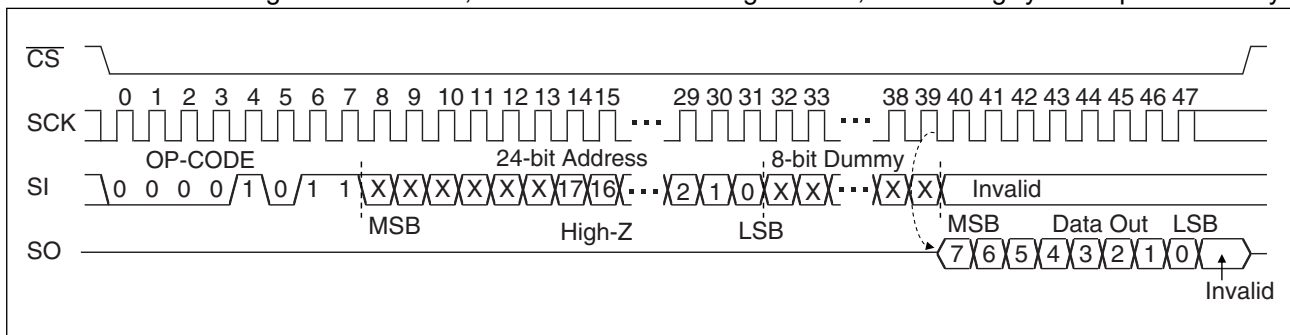 CS
0 1 2 3 4 5 6 7 8 9 10 11 12 13 14 15 29 30 31 32 33 38 39 40 41 42 43 44 45 46 47
SCK
OP-CODE 24-bit Address 8-bit Dummy
SI 0 0 0 0 1 0 1 1 X X X X X X 17 16 2 1 0 X X X X Invalid
MSB High-Z LSB MSB Data Out LSB
SO 7 6 5 4 3 2 1 0
Invalid